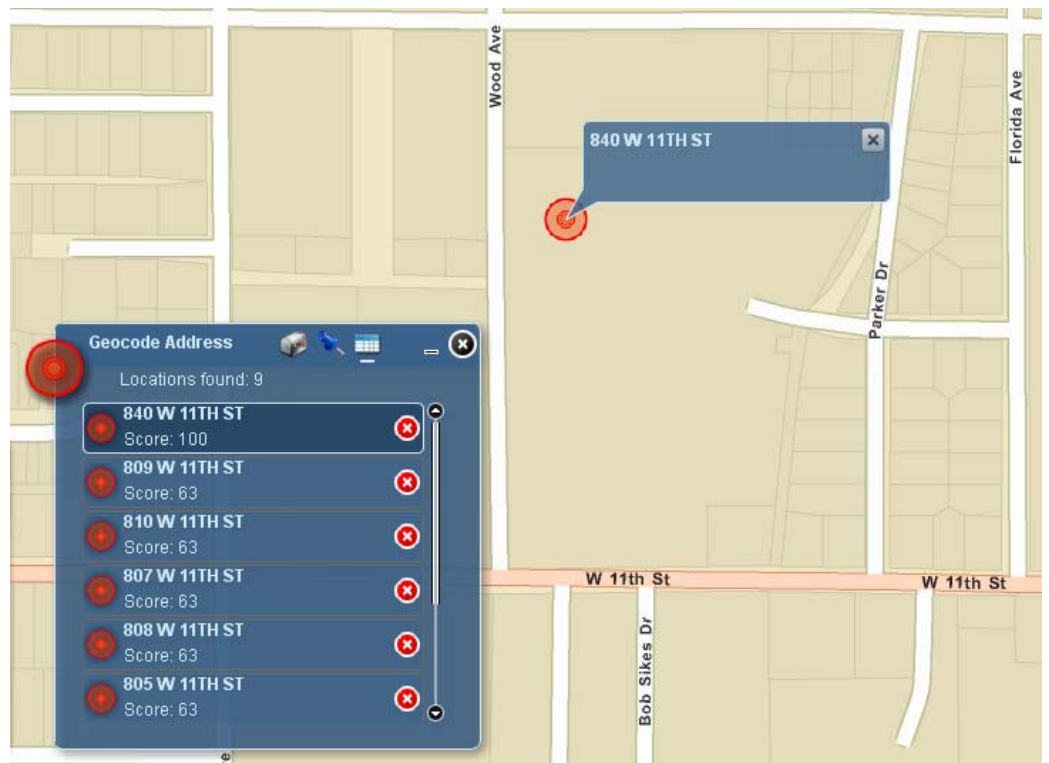 Wood Ave
Florida Ave
840 W 11TH ST
Parker Dr
Geocode Address
Locations found: 9
840 W 11TH ST
Score: 100
809 W 11TH ST
Score: 63
810 W 11TH ST
Score: 63
807 W 11TH ST
Score: 63
808 W 11TH ST
Score: 63
805 W 11TH ST
Score: 63
W 11th St
W 11th St
Bob Sikes Dr
e